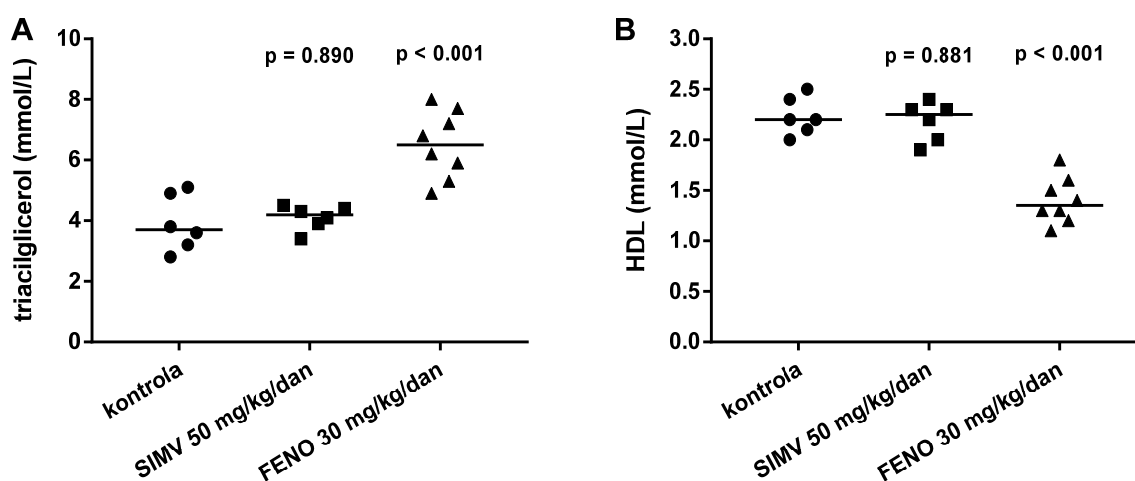 A
triacilglicerol (mmol/L)
10
8
6
4
2
0
p = 0.890
p < 0.001
kontrola
SIMV 50 mg/kg/dan
FENO 30 mg/kg/dan
B
HDL (mmol/L)
3.0
2.5
2.0
1.5
1.0
0.5
0.0
p = 0.881
p < 0.001
kontrola
SIMV 50 mg/kg/dan
FENO 30 mg/kg/dan